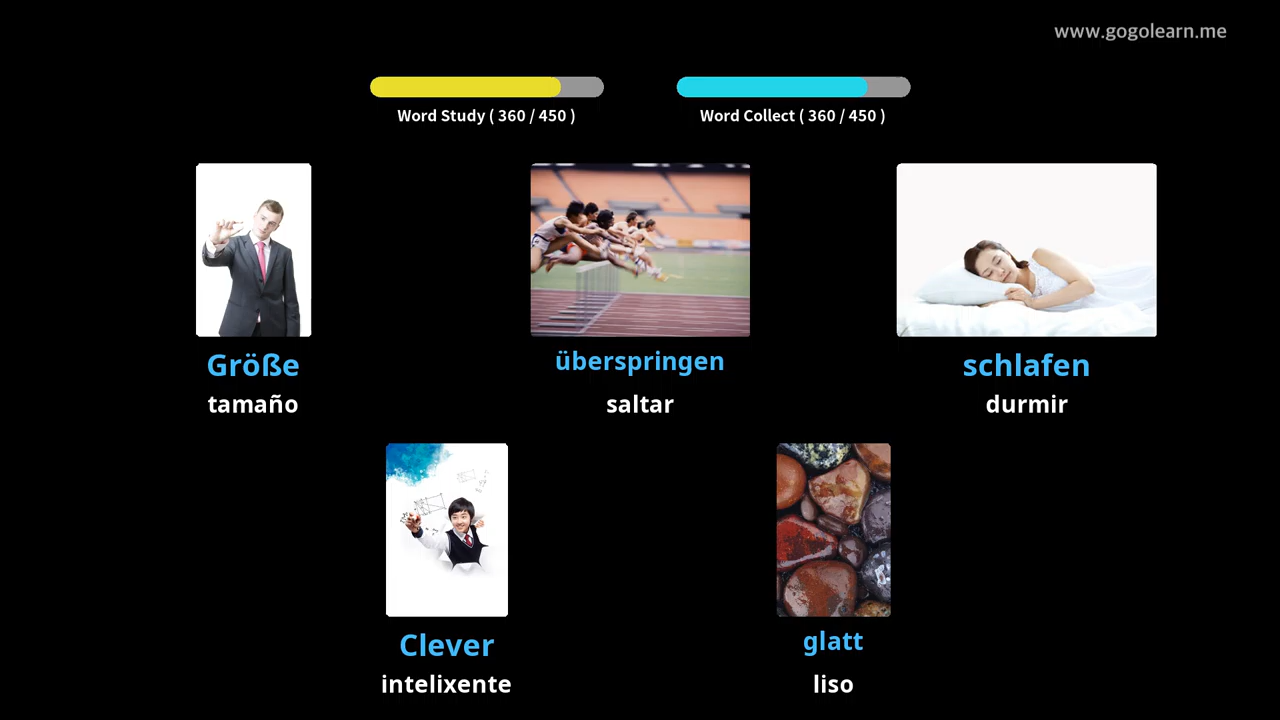 www.gogolearn.me
Word Study ( 360 / 450 )
Word Collect ( 360 / 450 )
Größe
tamaño
überspringen
saltar
schlafen
durmir
Clever
intelixente
glatt
liso